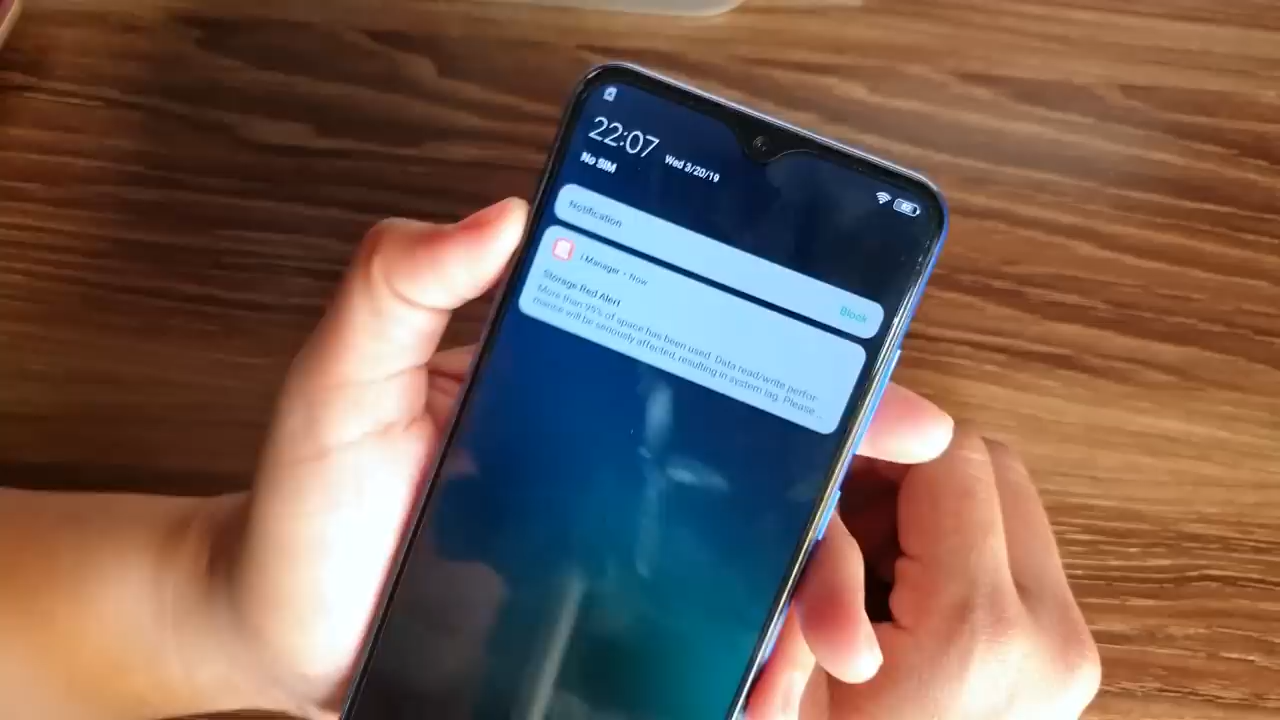 22:07
Wed 3/20/19
No SIM
82
Notification
Block
i Manager • Now
Storage Red Alert
More than 95% of space has been used. Data read/write perfor-
mance will be seriously affected, resulting in system lag. Please...